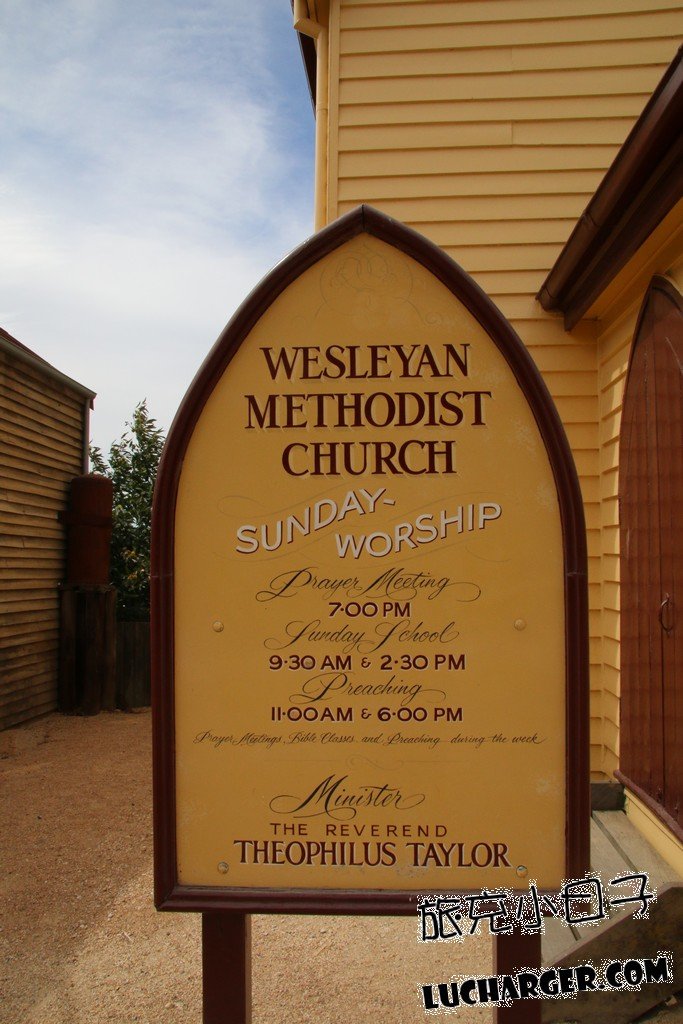 WESLEYAN
METHODIST
CHURCH
SUNDAY-
WORSHIP
Prayer Meeting
7·00 PM
Sunday School
9·30 AM & 2·30 PM
Preaching
11·00 AM & 6·00 PM
Prayer Meetings, Bible Classes and Preaching during the week
Minister
THE REVEREND
THEOPHILUS TAYLOR
旅充小日子
LUCHARGER.COM